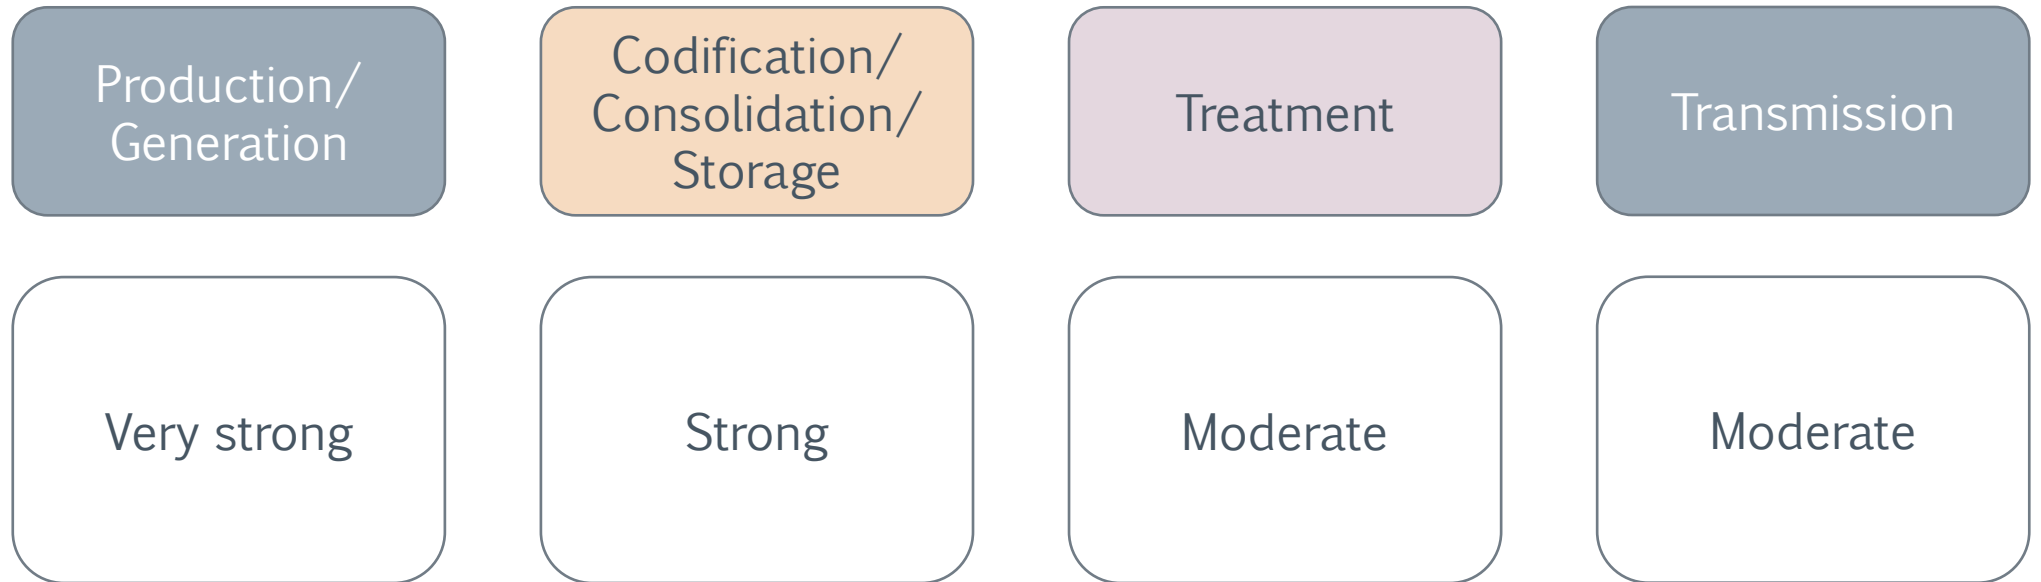 Production/
Generation
Codification/
Consolidation/
Storage
Treatment
Transmission
Very strong
Strong
Moderate
Moderate